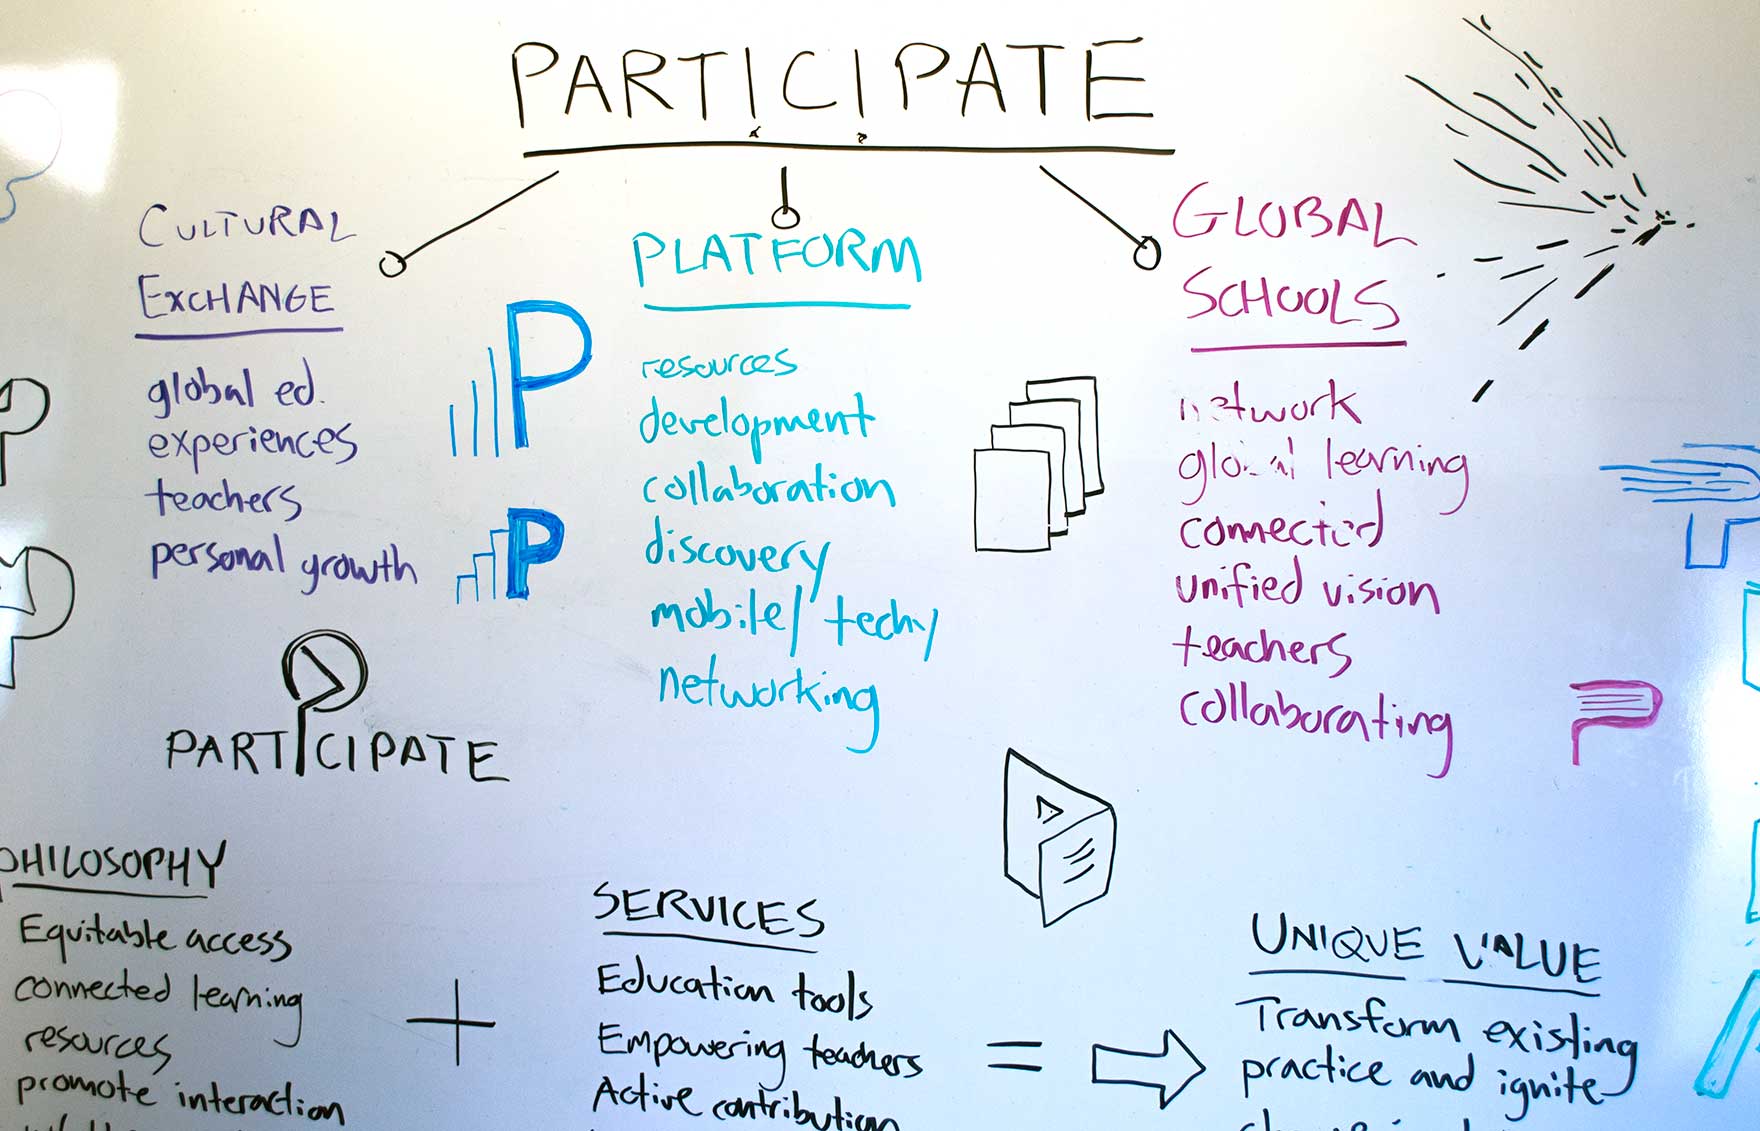 PARTICIPATE
CULTURAL
EXCHANGE
global ed.
experiences
teachers
personal growth
P
P
PLATFORM
resources
development
collaboration
discovery
mobile/techy
networking
GLOBAL
SCHOOLS
network
global learning
connected
unified vision
teachers
collaborating
PARTICIPATE
PHILOSOPHY
Equitable access
connected learning
resources
promote interaction
SERVICES
Education tools
Empowering teachers
Active contribution
+
=
UNIQUE VALUE
Transform existing
practice and ignite